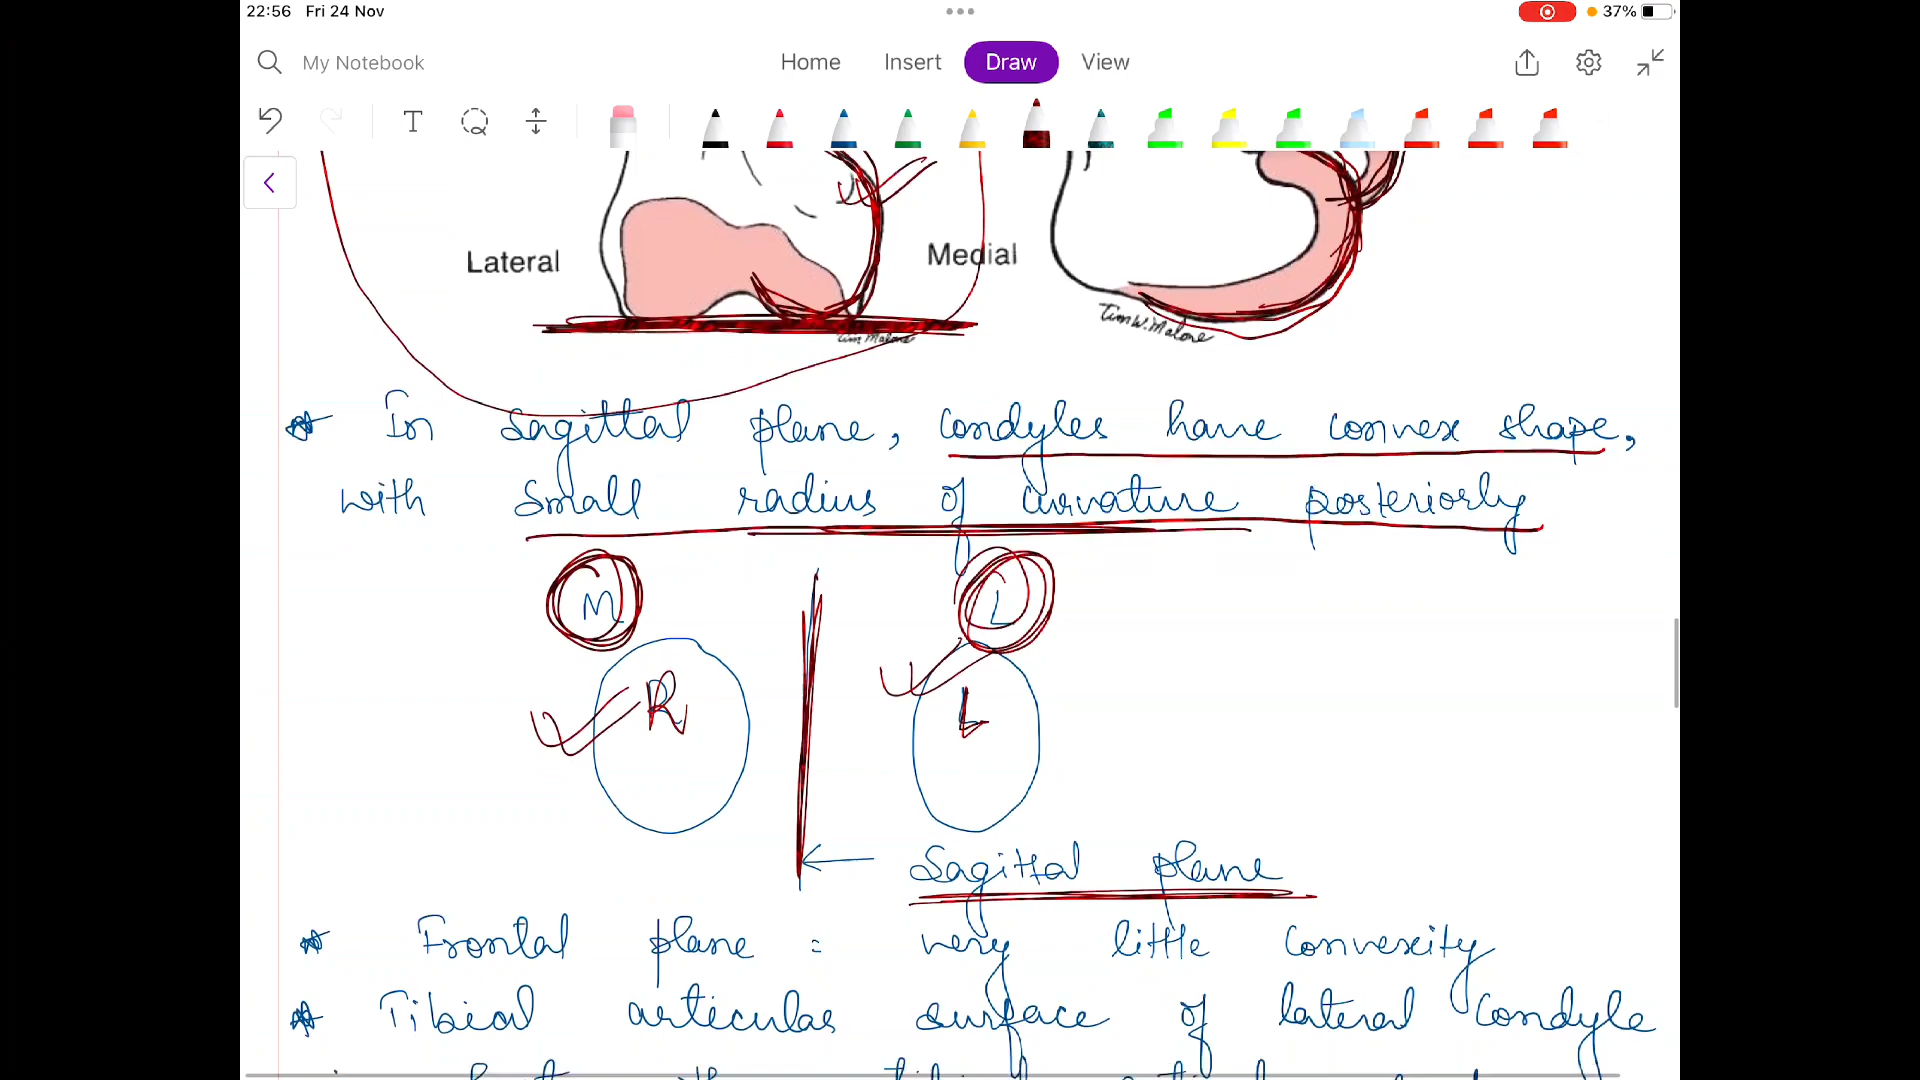 22:56 Fri 24 Nov
37%
My Notebook
Home Insert Draw View
T
Lateral
Medial
Tim Malone
Tim W. Malone
In Sagittal plane, condyles have convex shape,
with small radius of curvature posteriorly
M L
R L
Sagittal plane
Frontal plane : very little convexity
Tibial articular surface of lateral condyle